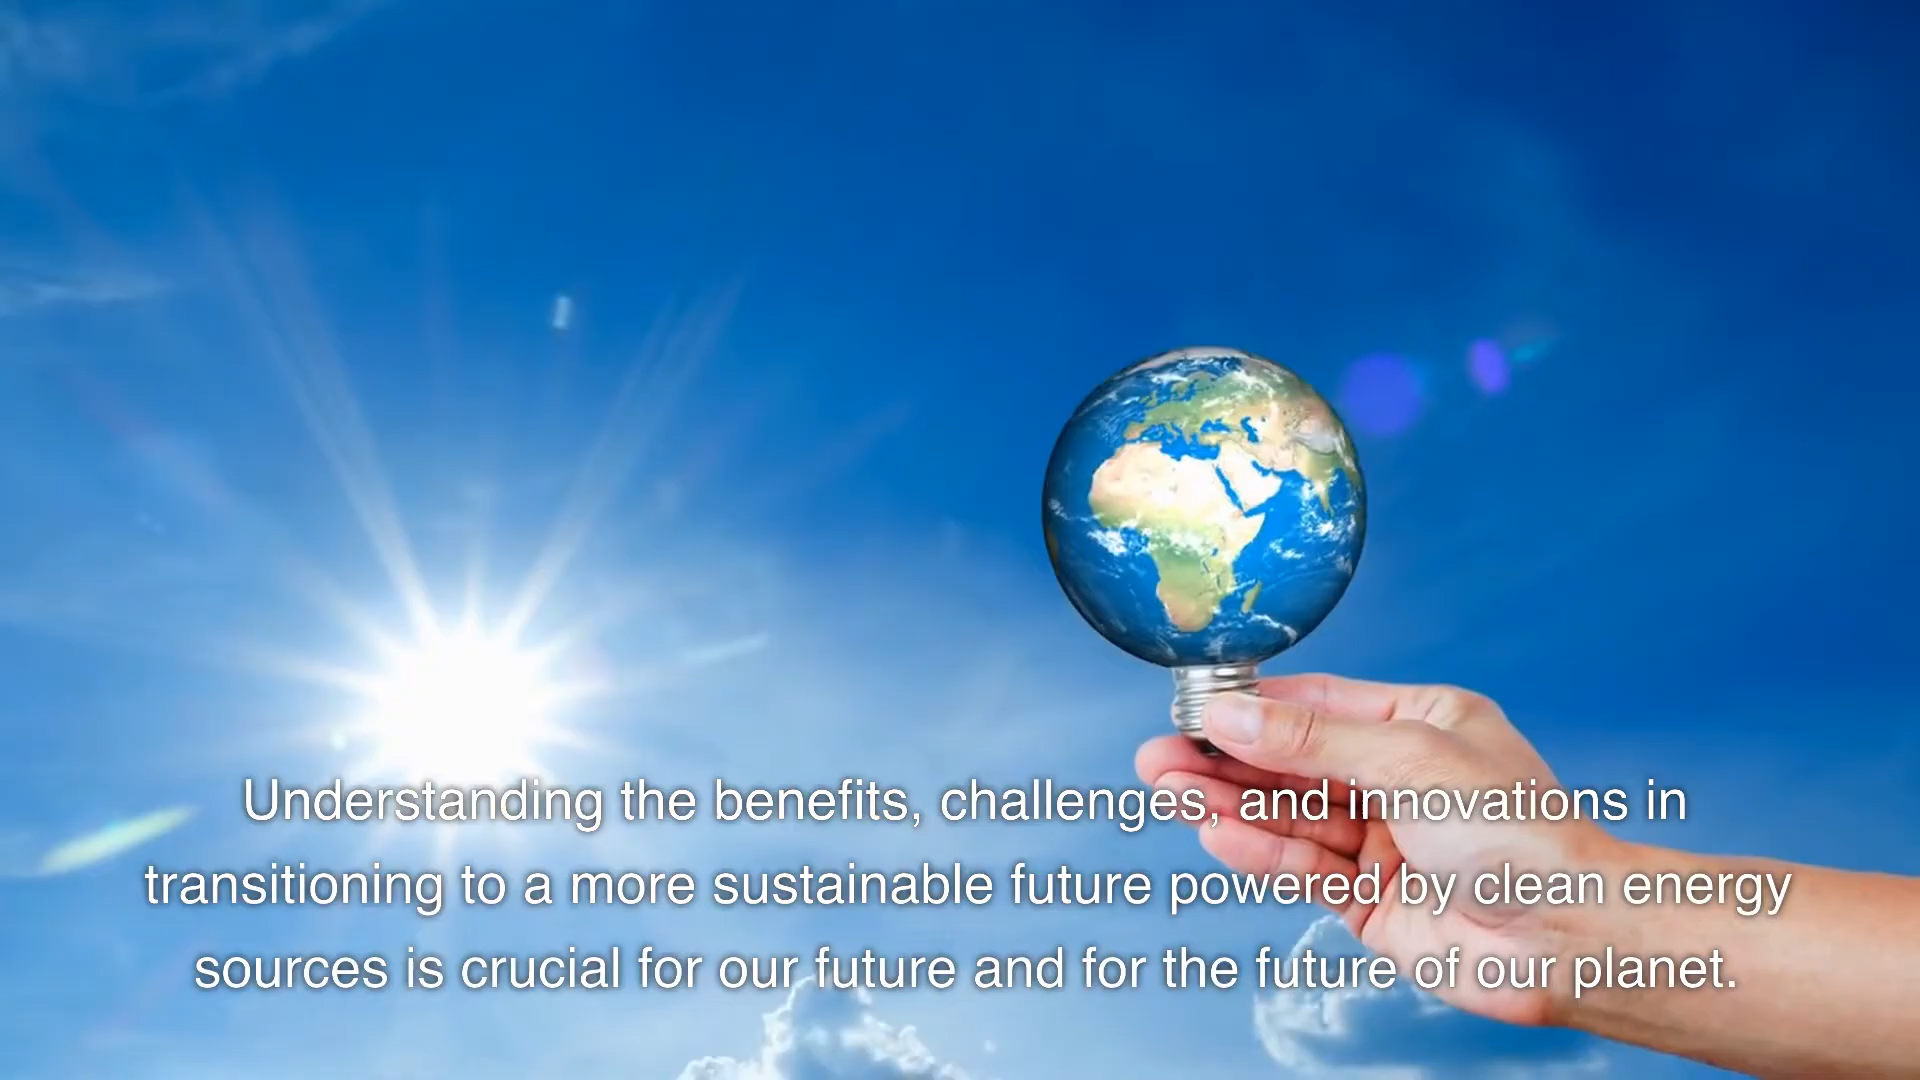 Understanding the benefits, challenges, and innovations in
transitioning to a more sustainable future powered by clean energy
sources is crucial for our future and for the future of our planet.